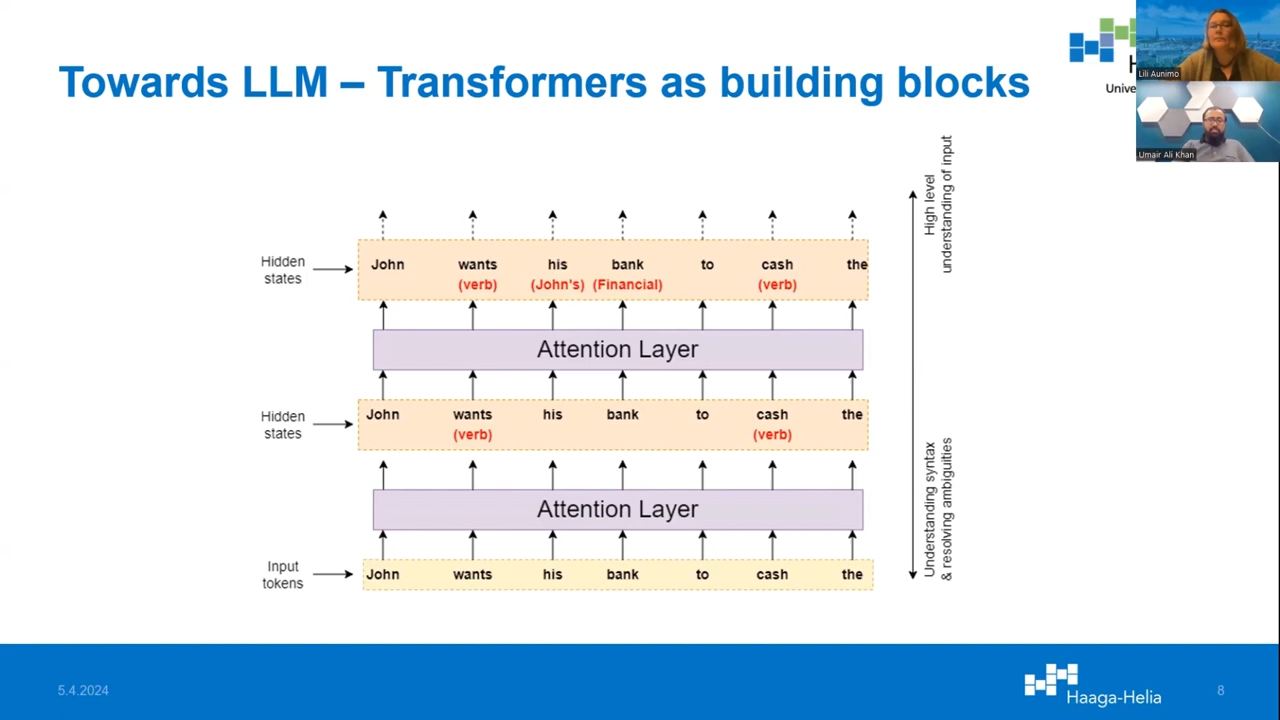 Towards LLM – Transformers as building blocks
H
Unive
Lili Aunimo
Umair Ali Khan
High level
understanding of input
Hidden
states
John wants his bank to cash the
(verb) (John's) (Financial) (verb)
Attention Layer
Hidden
states
John wants his bank to cash the
(verb) (verb)
Understanding syntax
& resolving ambiguities
Attention Layer
Input
tokens
John wants his bank to cash the
5.4.2024
Haaga-Helia
8